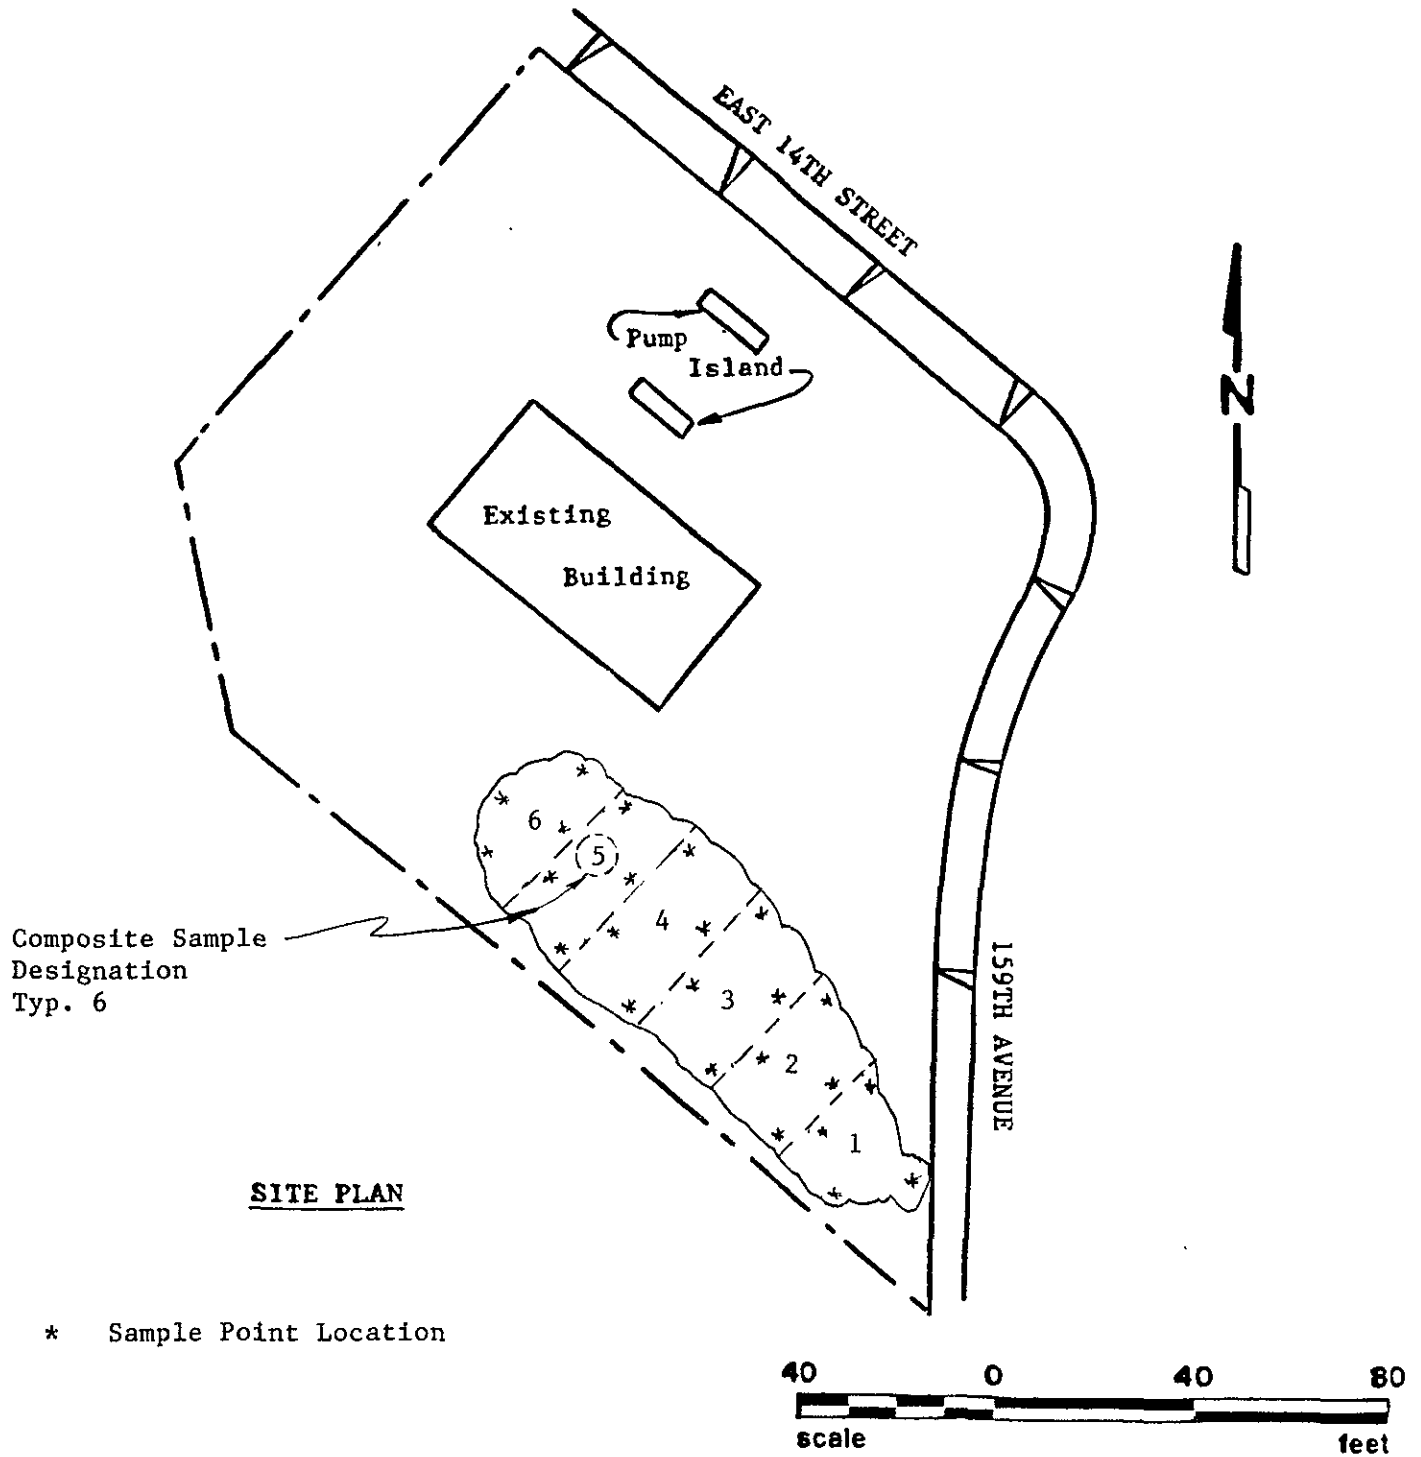 EAST 14TH STREET
Pump
Island
N
Existing
Building
6
5
4
Composite Sample
Designation
Typ. 6
3
2
1
159TH AVENUE
SITE PLAN
* Sample Point Location
40 0 40 80
scale feet